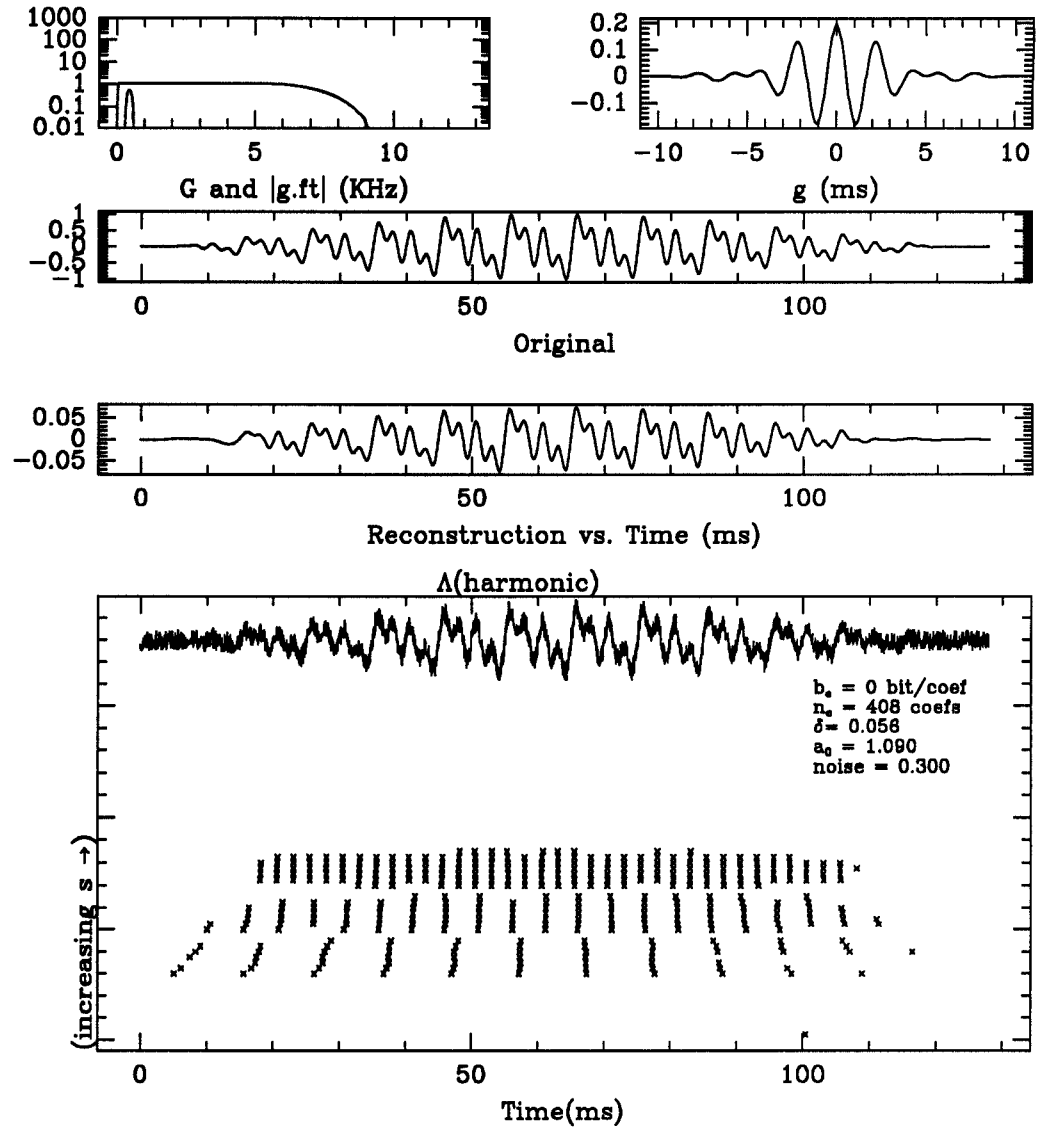 1000
100
10
1
0.1
0.01
0 5 10
G and |g.ft| (KHz)
0.2
0.1
0
−0.1
−10 −5 0 5 10
g (ms)
1
0.5
0
−0.5
−1
0 50 100
Original
0.05
0
−0.05
0 50 100
Reconstruction vs. Time (ms)
Λ(harmonic)
bₑ = 0 bit/coef
nₑ = 408 coefs
δ= 0.056
a₀ = 1.090
noise = 0.300
(increasing s →)
0 50 100
Time(ms)